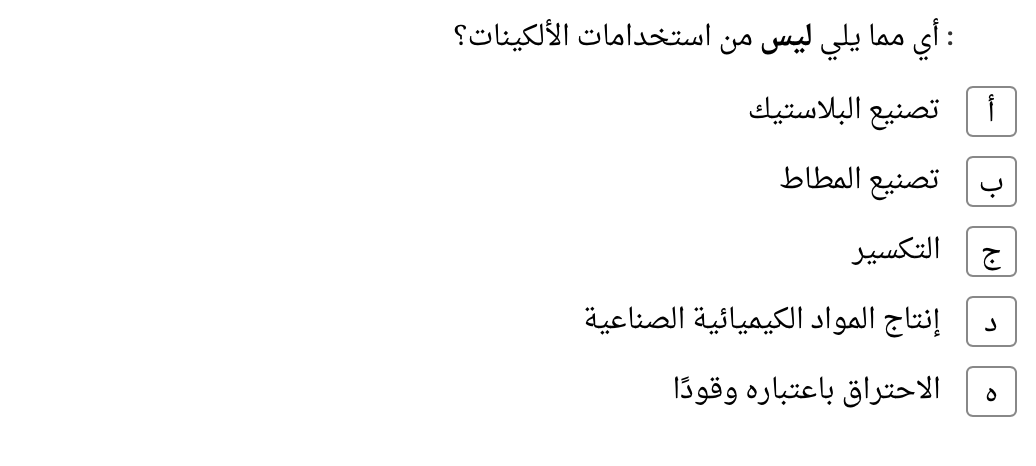 : أي مما يلي ليس من استخدامات الألكينات؟
أ تصنيع البلاستيك
ب تصنيع المطاط
ج التكسير
د إنتاج المواد الكيميائية الصناعية
ه الاحتراق باعتباره وقودًا